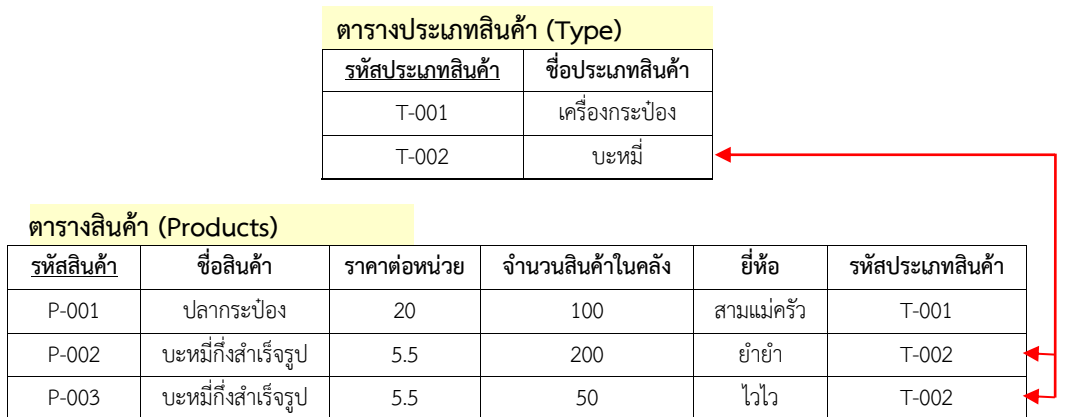 ตารางประเภทสินค้า (Type)
รหัสประเภทสินค้า ชื่อประเภทสินค้า
T-001 เครื่องกระป๋อง
T-002 บะหมี่
ตารางสินค้า (Products)
รหัสสินค้า ชื่อสินค้า ราคาต่อหน่วย จำนวนสินค้าในคลัง ยี่ห้อ รหัสประเภทสินค้า
P-001 ปลากระป๋อง 20 100 สามแม่ครัว T-001
P-002 บะหมี่กึ่งสำเร็จรูป 5.5 200 ยำยำ T-002
P-003 บะหมี่กึ่งสำเร็จรูป 5.5 50 ไวไว T-002